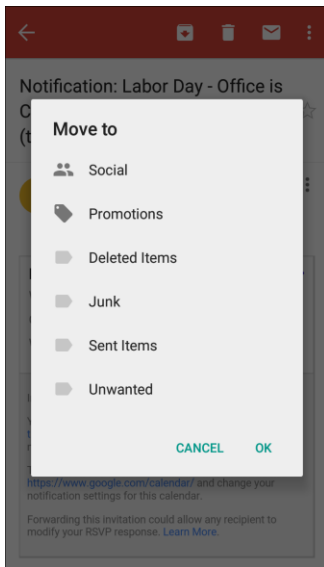 Notification: Labor Day - Office is
C
(t
Move to
Social
Promotions
Deleted Items
Junk
Sent Items
Unwanted
CANCEL
OK
https://www.google.com/calendar/ and change your
notification settings for this calendar.
Forwarding this invitation could allow any recipient to
modify your RSVP response. Learn More.